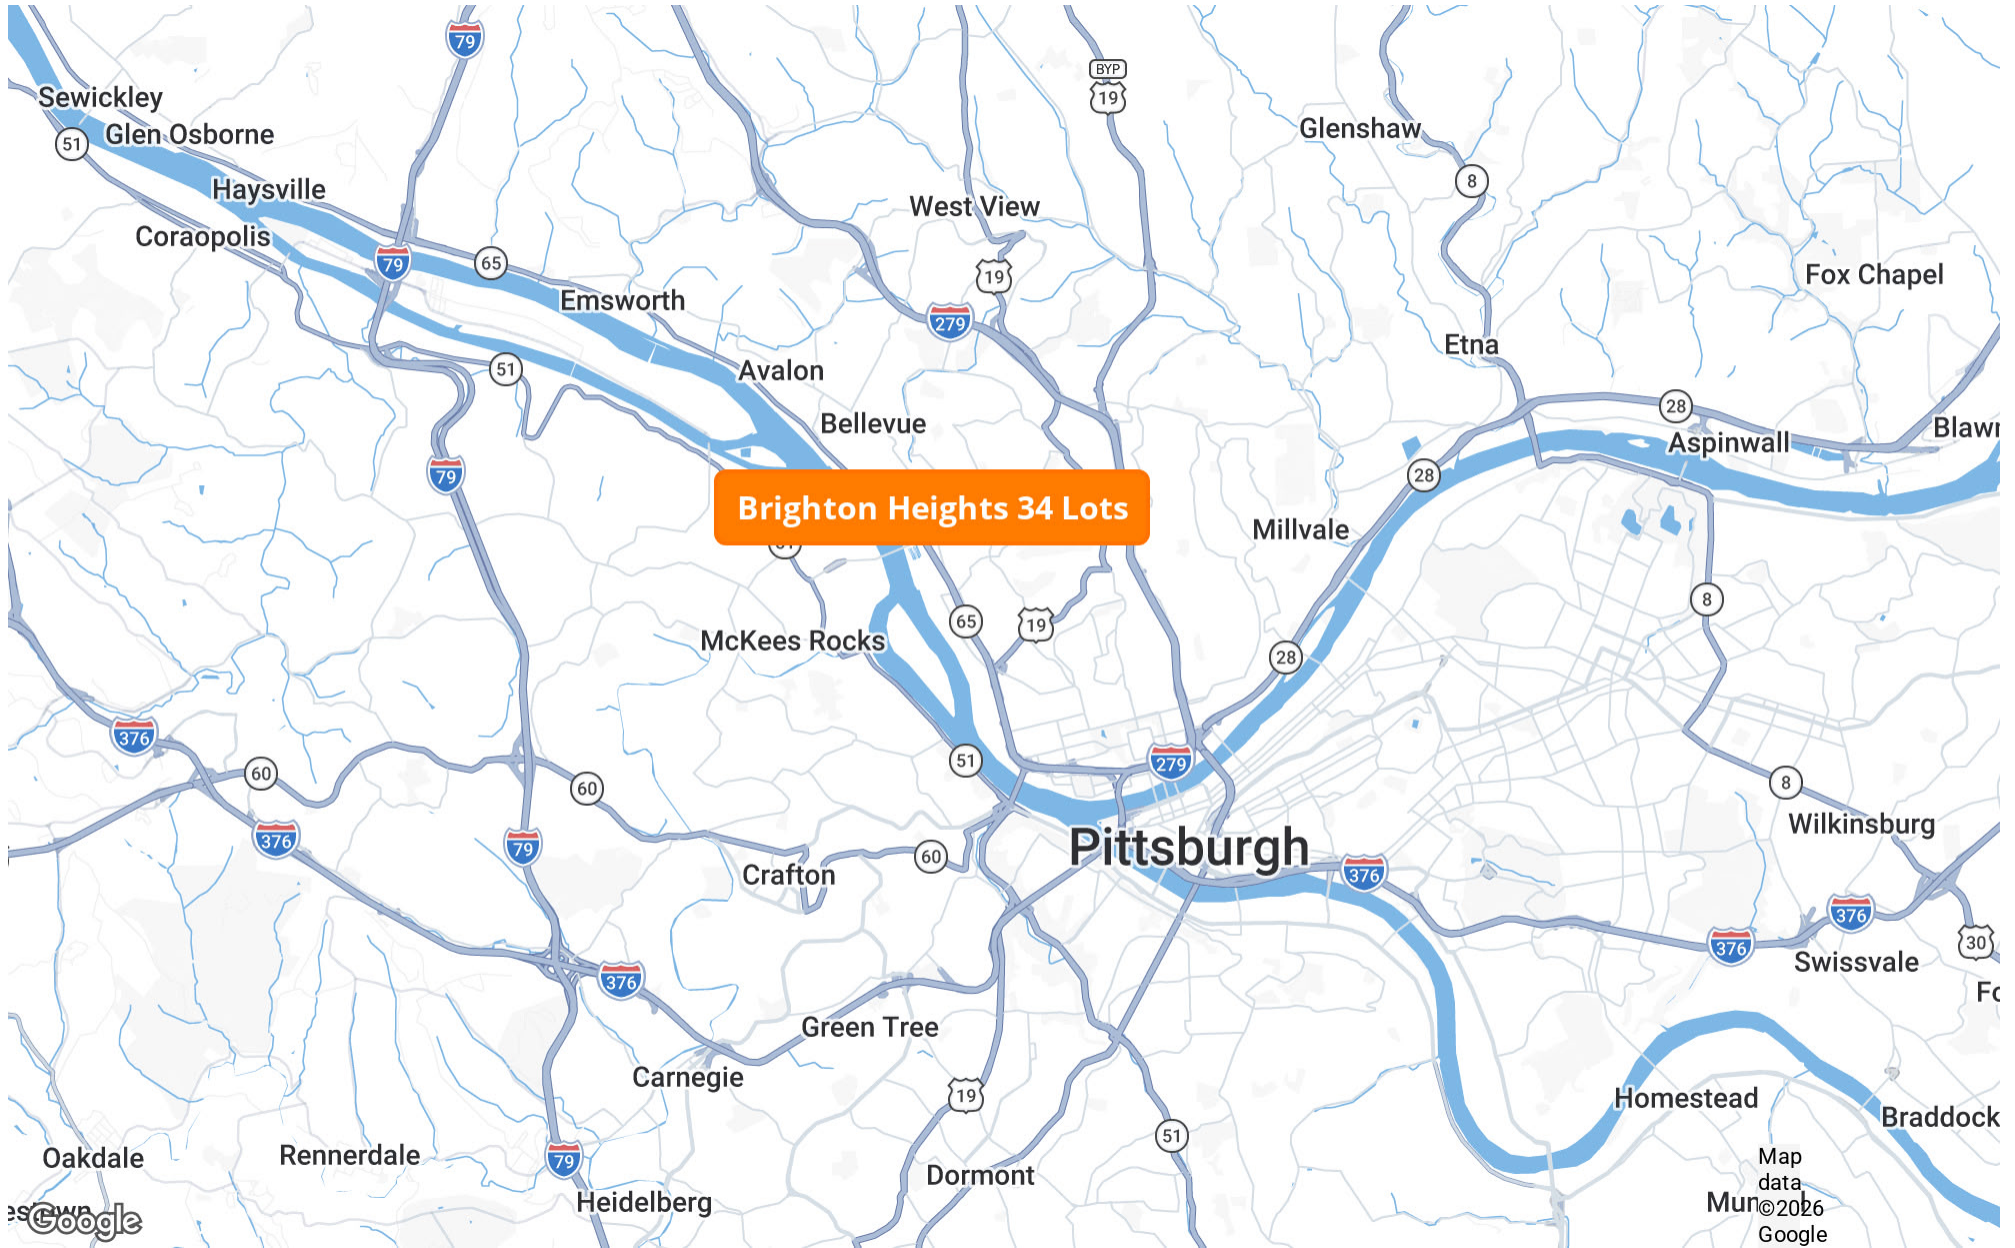 79
BYP
19
Sewickley
51
Glen Osborne
Glenshaw
8
Haysville
West View
Coraopolis
79
65
19
Fox Chapel
Emsworth
279
Etna
51
Avalon
28
Bellevue
Aspinwall
79
28
Brighton Heights 34 Lots
Millvale
8
65
19
McKees Rocks
28
376
60
51
279
60
8
376
79
Pittsburgh
Wilkinsburg
60
Crafton
376
376
376
30
Swissvale
376
Green Tree
Carnegie
19
Homestead
Braddock
51
Oakdale
Rennerdale
79
Dormont
Heidelberg
Google
Map
data
©2026
Google